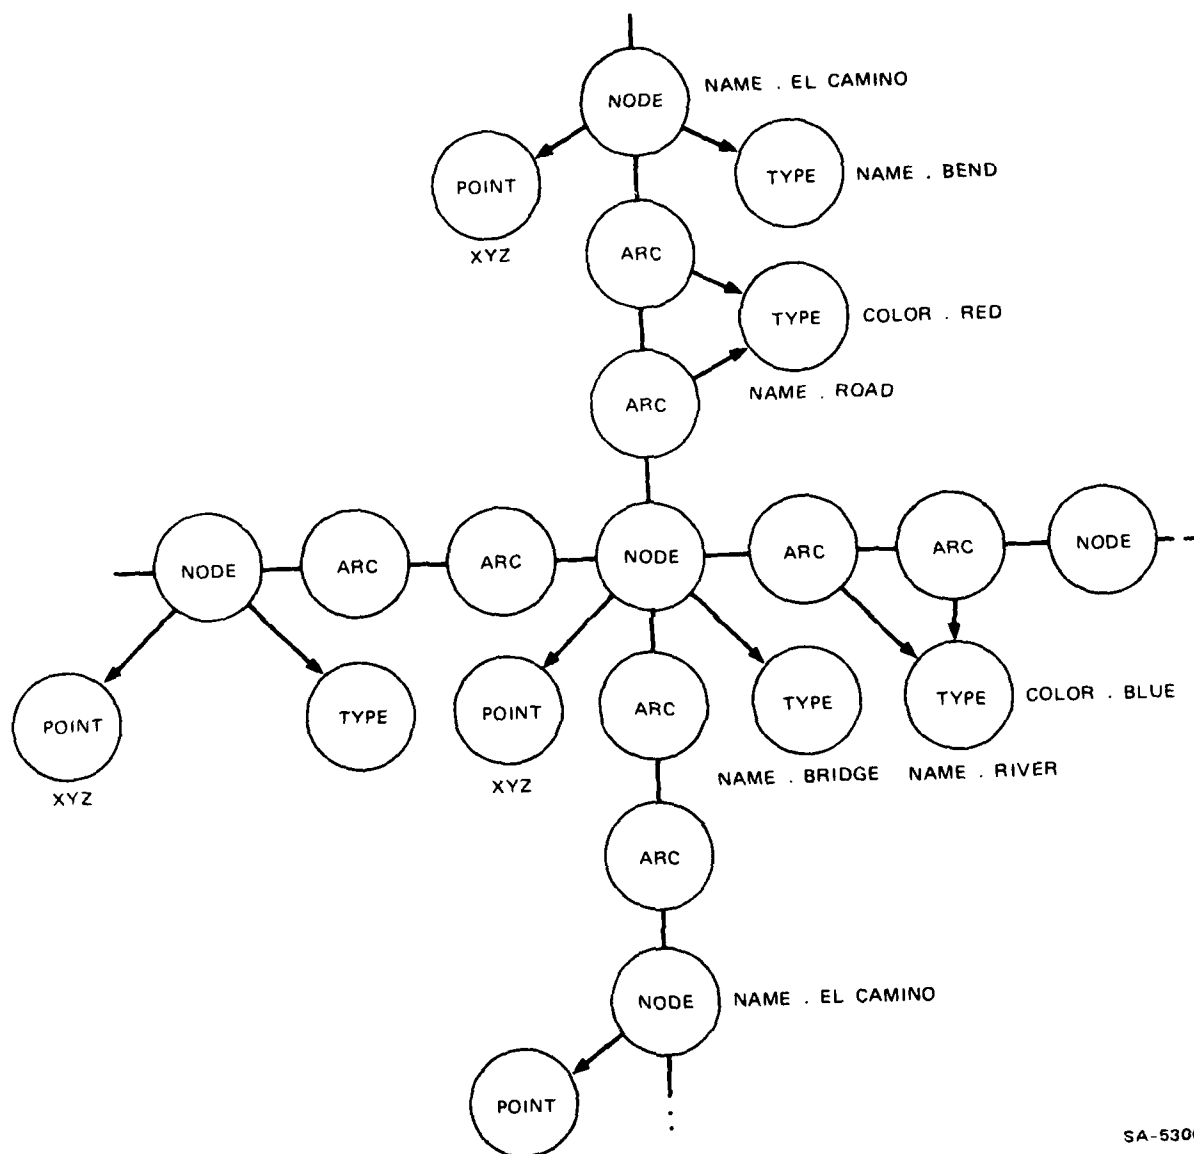 NODE
NAME . EL CAMINO
POINT
XYZ
TYPE
NAME . BEND
ARC
TYPE
COLOR . RED
NAME . ROAD
ARC
NODE
ARC
ARC
NODE
ARC
ARC
NODE
POINT
XYZ
TYPE
POINT
XYZ
ARC
TYPE
NAME . BRIDGE
TYPE
COLOR . BLUE
NAME . RIVER
ARC
NODE
NAME . EL CAMINO
POINT
SA-530